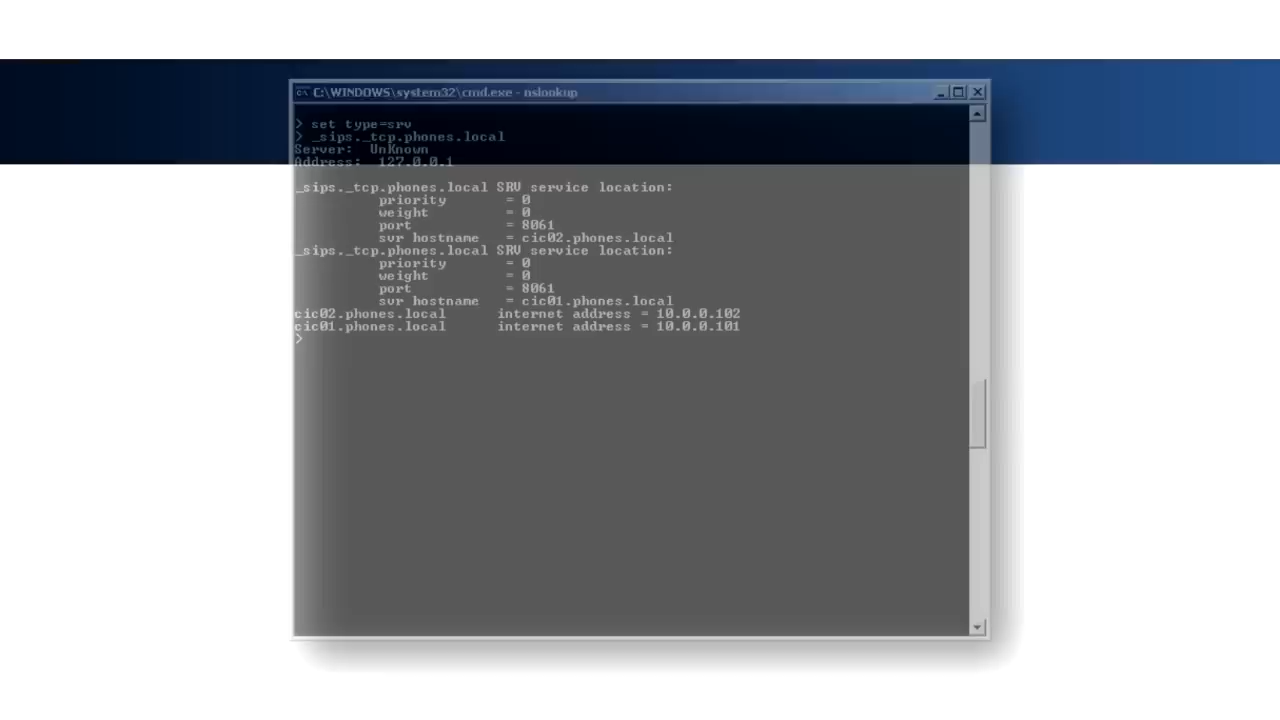 C:\WINDOWS\system32\cmd.exe - nslookup
> set type=srv
> _sips._tcp.phones.local
Server:  UnKnown
Address:  127.0.0.1
_sips._tcp.phones.local SRV service location:
priority = 0
weight = 0
port = 8061
svr hostname = cic02.phones.local
_sips._tcp.phones.local SRV service location:
priority = 0
weight = 0
port = 8061
svr hostname = cic01.phones.local
cic02.phones.local internet address = 10.0.0.102
cic01.phones.local internet address = 10.0.0.101
>